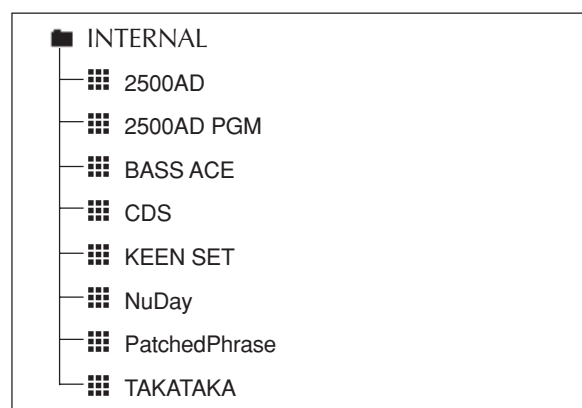 INTERNAL
2500AD
2500AD PGM
BASS ACE
CDS
KEEN SET
NuDay
PatchedPhrase
TAKATAKA